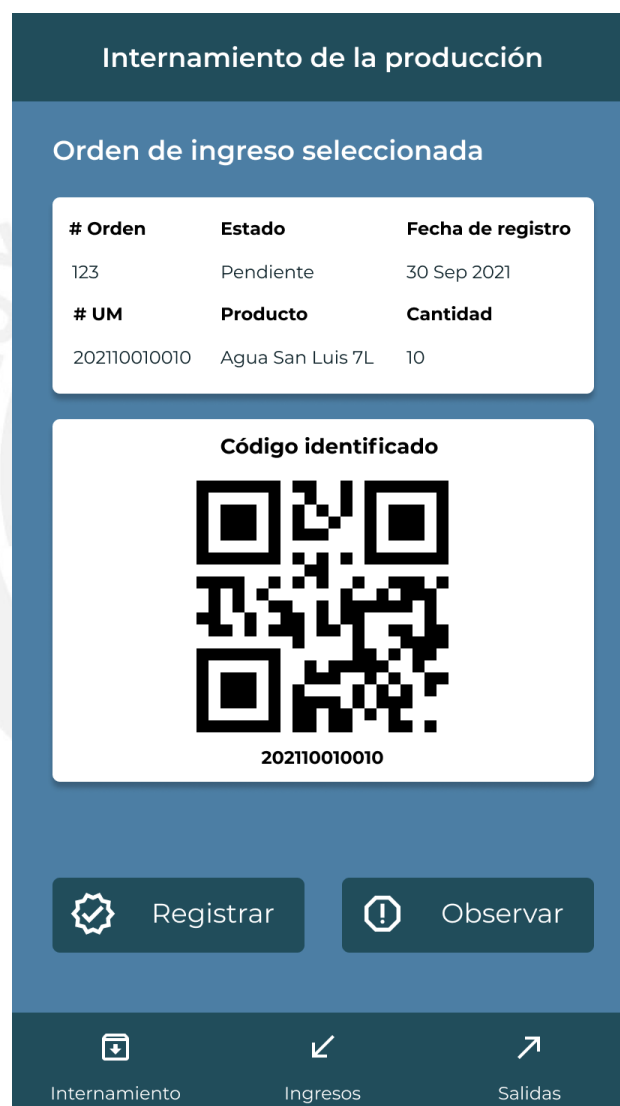 Internamiento de la producción
Orden de ingreso seleccionada
# Orden Estado Fecha de registro
123 Pendiente 30 Sep 2021
# UM Producto Cantidad
202110010010 Agua San Luis 7L 10
Código identificado
202110010010
Registrar Observar
Internamiento Ingresos Salidas